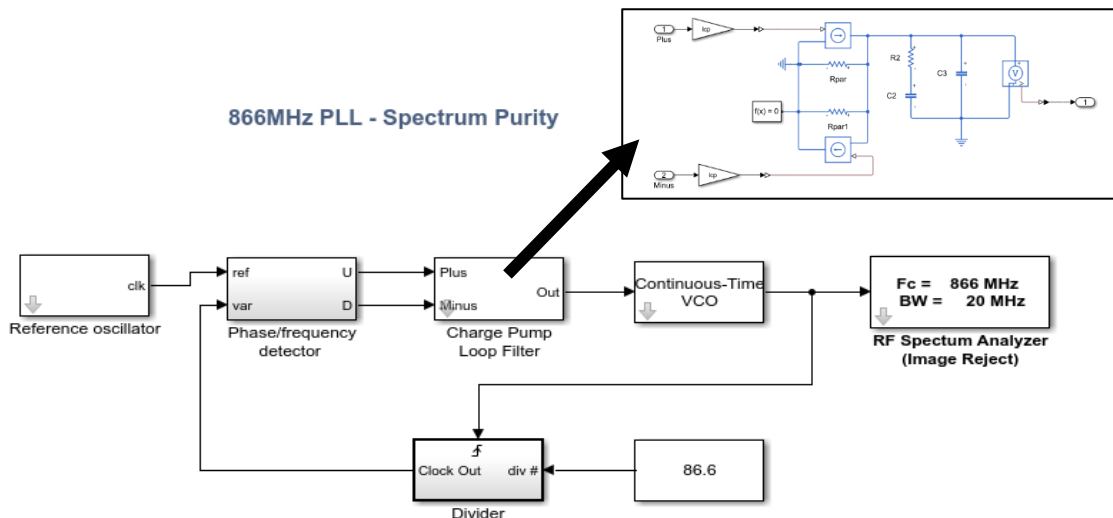 866MHz PLL - Spectrum Purity
1
Plus
Icp
Rpar
f(x) = 0
Rpar1
R2
C2
C3
V
1
2
Minus
Icp
clk
Reference oscillator
ref
var
U
D
Phase/frequency
detector
Plus
Minus
Out
Charge Pump
Loop Filter
Continuous-Time
VCO
Fc = 866 MHz
BW = 20 MHz
RF Spectum Analyzer
(Image Reject)
Clock Out
div #
Divider
86.6